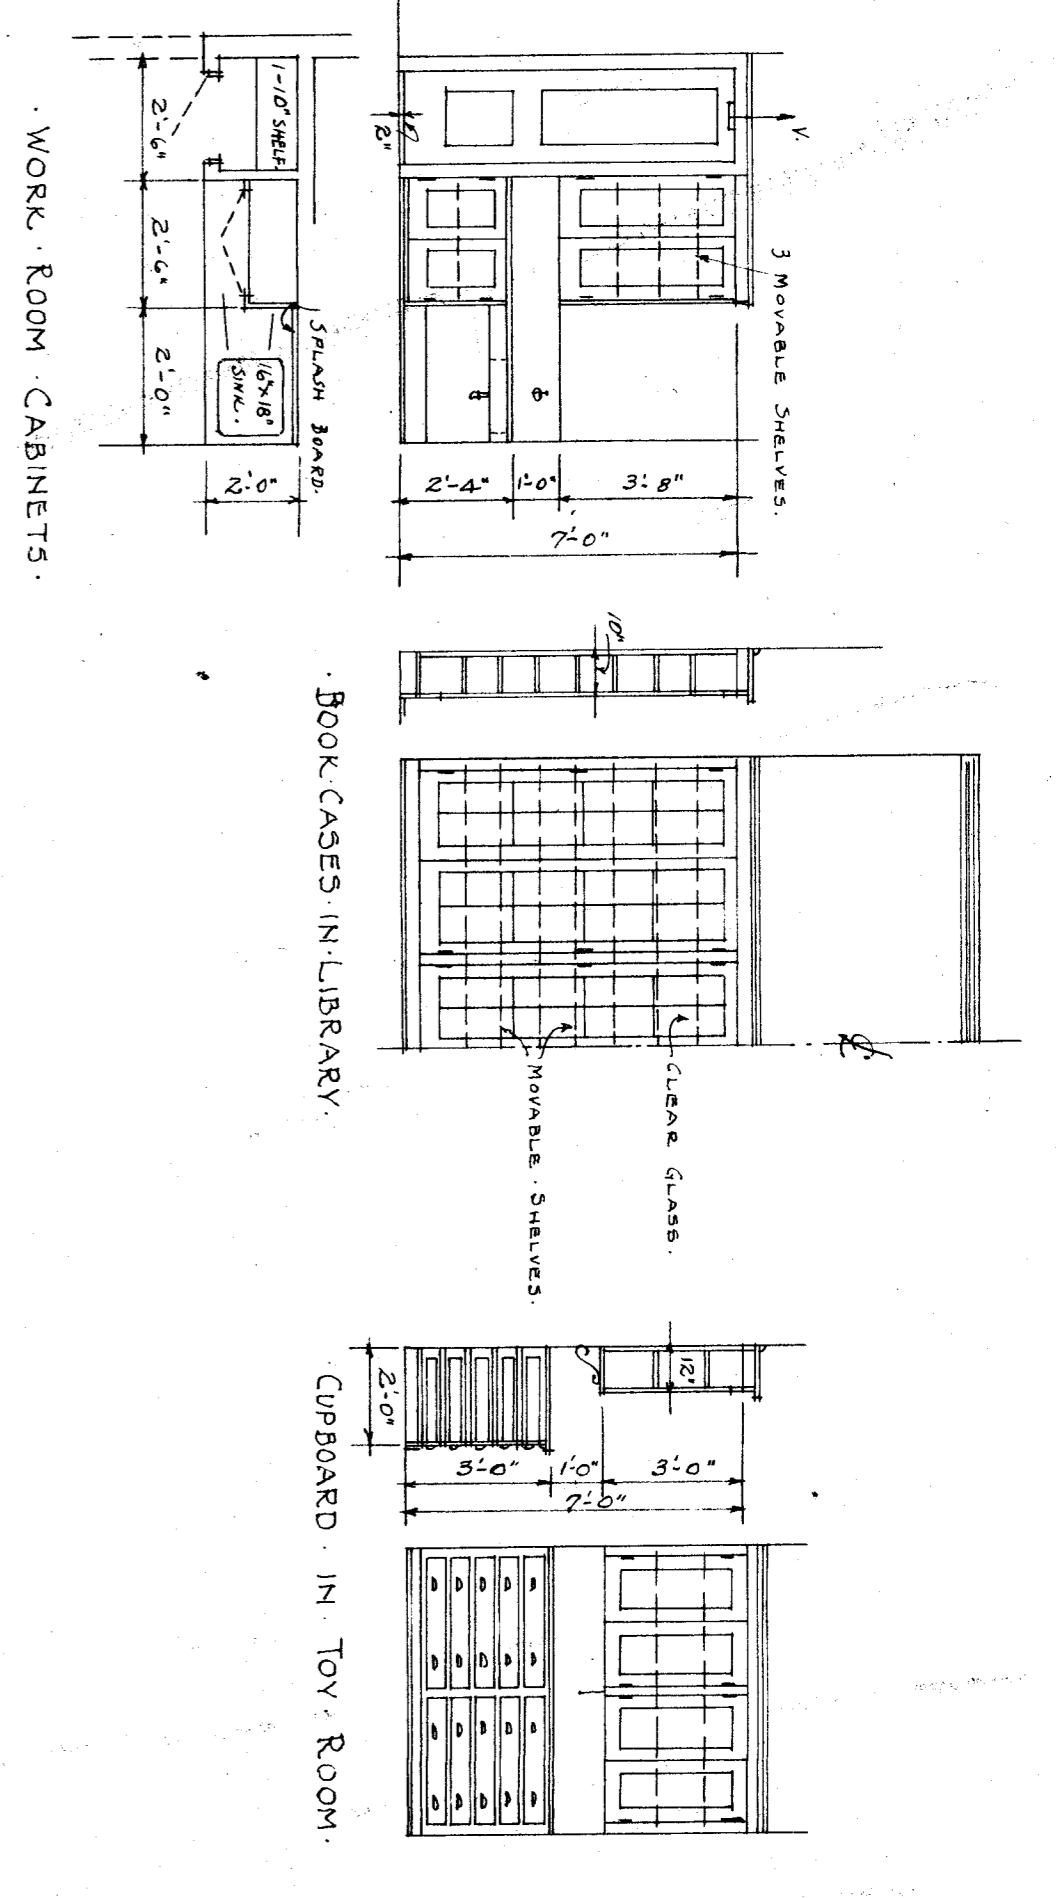 V.
2"
3 MOVABLE SHELVES.
1-10" SHELF.
2'-6"
2'-6"
2'-0"
16"X18"
SINK.
SPLASH BOARD.
2'-0"
2'-4"
1'-0"
3'-8"
7'-0"
· WORK · ROOM · CABINETS ·
10"
CLEAR GLASS.
MOVABLE · SHELVES.
· BOOK · CASES · IN · LIBRARY ·
12"
2'-0"
3'-0"
1'-0"
3'-0"
7'-0"
· CUPBOARD · IN · TOY · ROOM ·